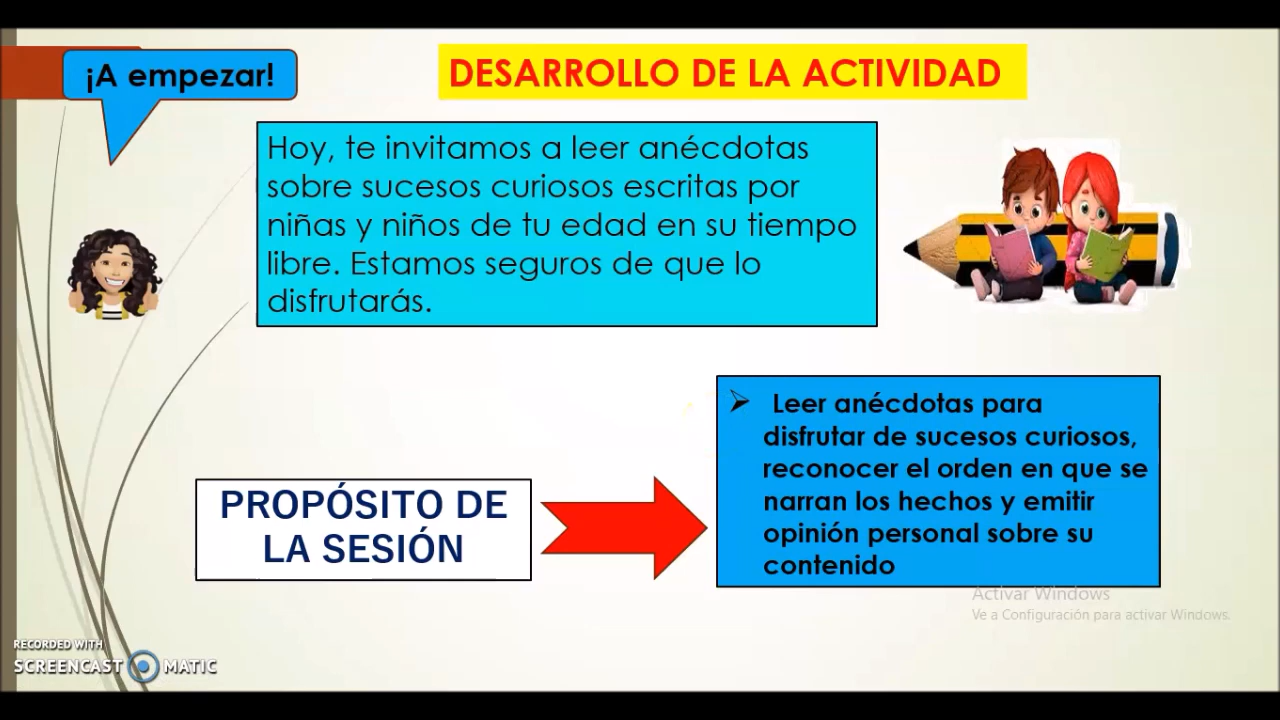 ¡A empezar!
DESARROLLO DE LA ACTIVIDAD
Hoy, te invitamos a leer anécdotas
sobre sucesos curiosos escritas por
niñas y niños de tu edad en su tiempo
libre. Estamos seguros de que lo
disfrutarás.
PROPÓSITO DE
LA SESIÓN
➢ Leer anécdotas para
disfrutar de sucesos curiosos,
reconocer el orden en que se
narran los hechos y emitir
opinión personal sobre su
contenido
Activar Windows
Ve a Configuración para activar Windows.
RECORDED WITH
SCREENCAST MATIC